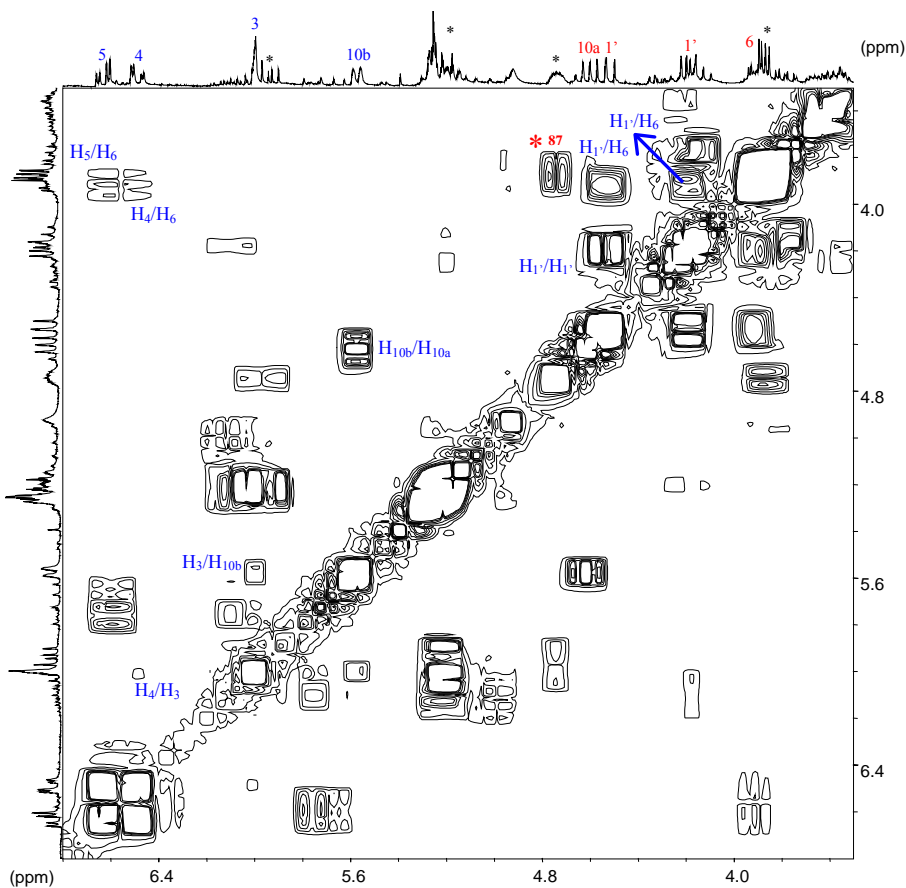 5 4 3 * 10b * * 10a 1' 1' 6 *
(ppm)
H5/H6
H4/H6
* 87
H1'/H6
H1'/H6
4.0
H1'/H1'
H10b/H10a
4.8
H3/H10b
5.6
H4/H3
6.4
(ppm) 6.4 5.6 4.8 4.0